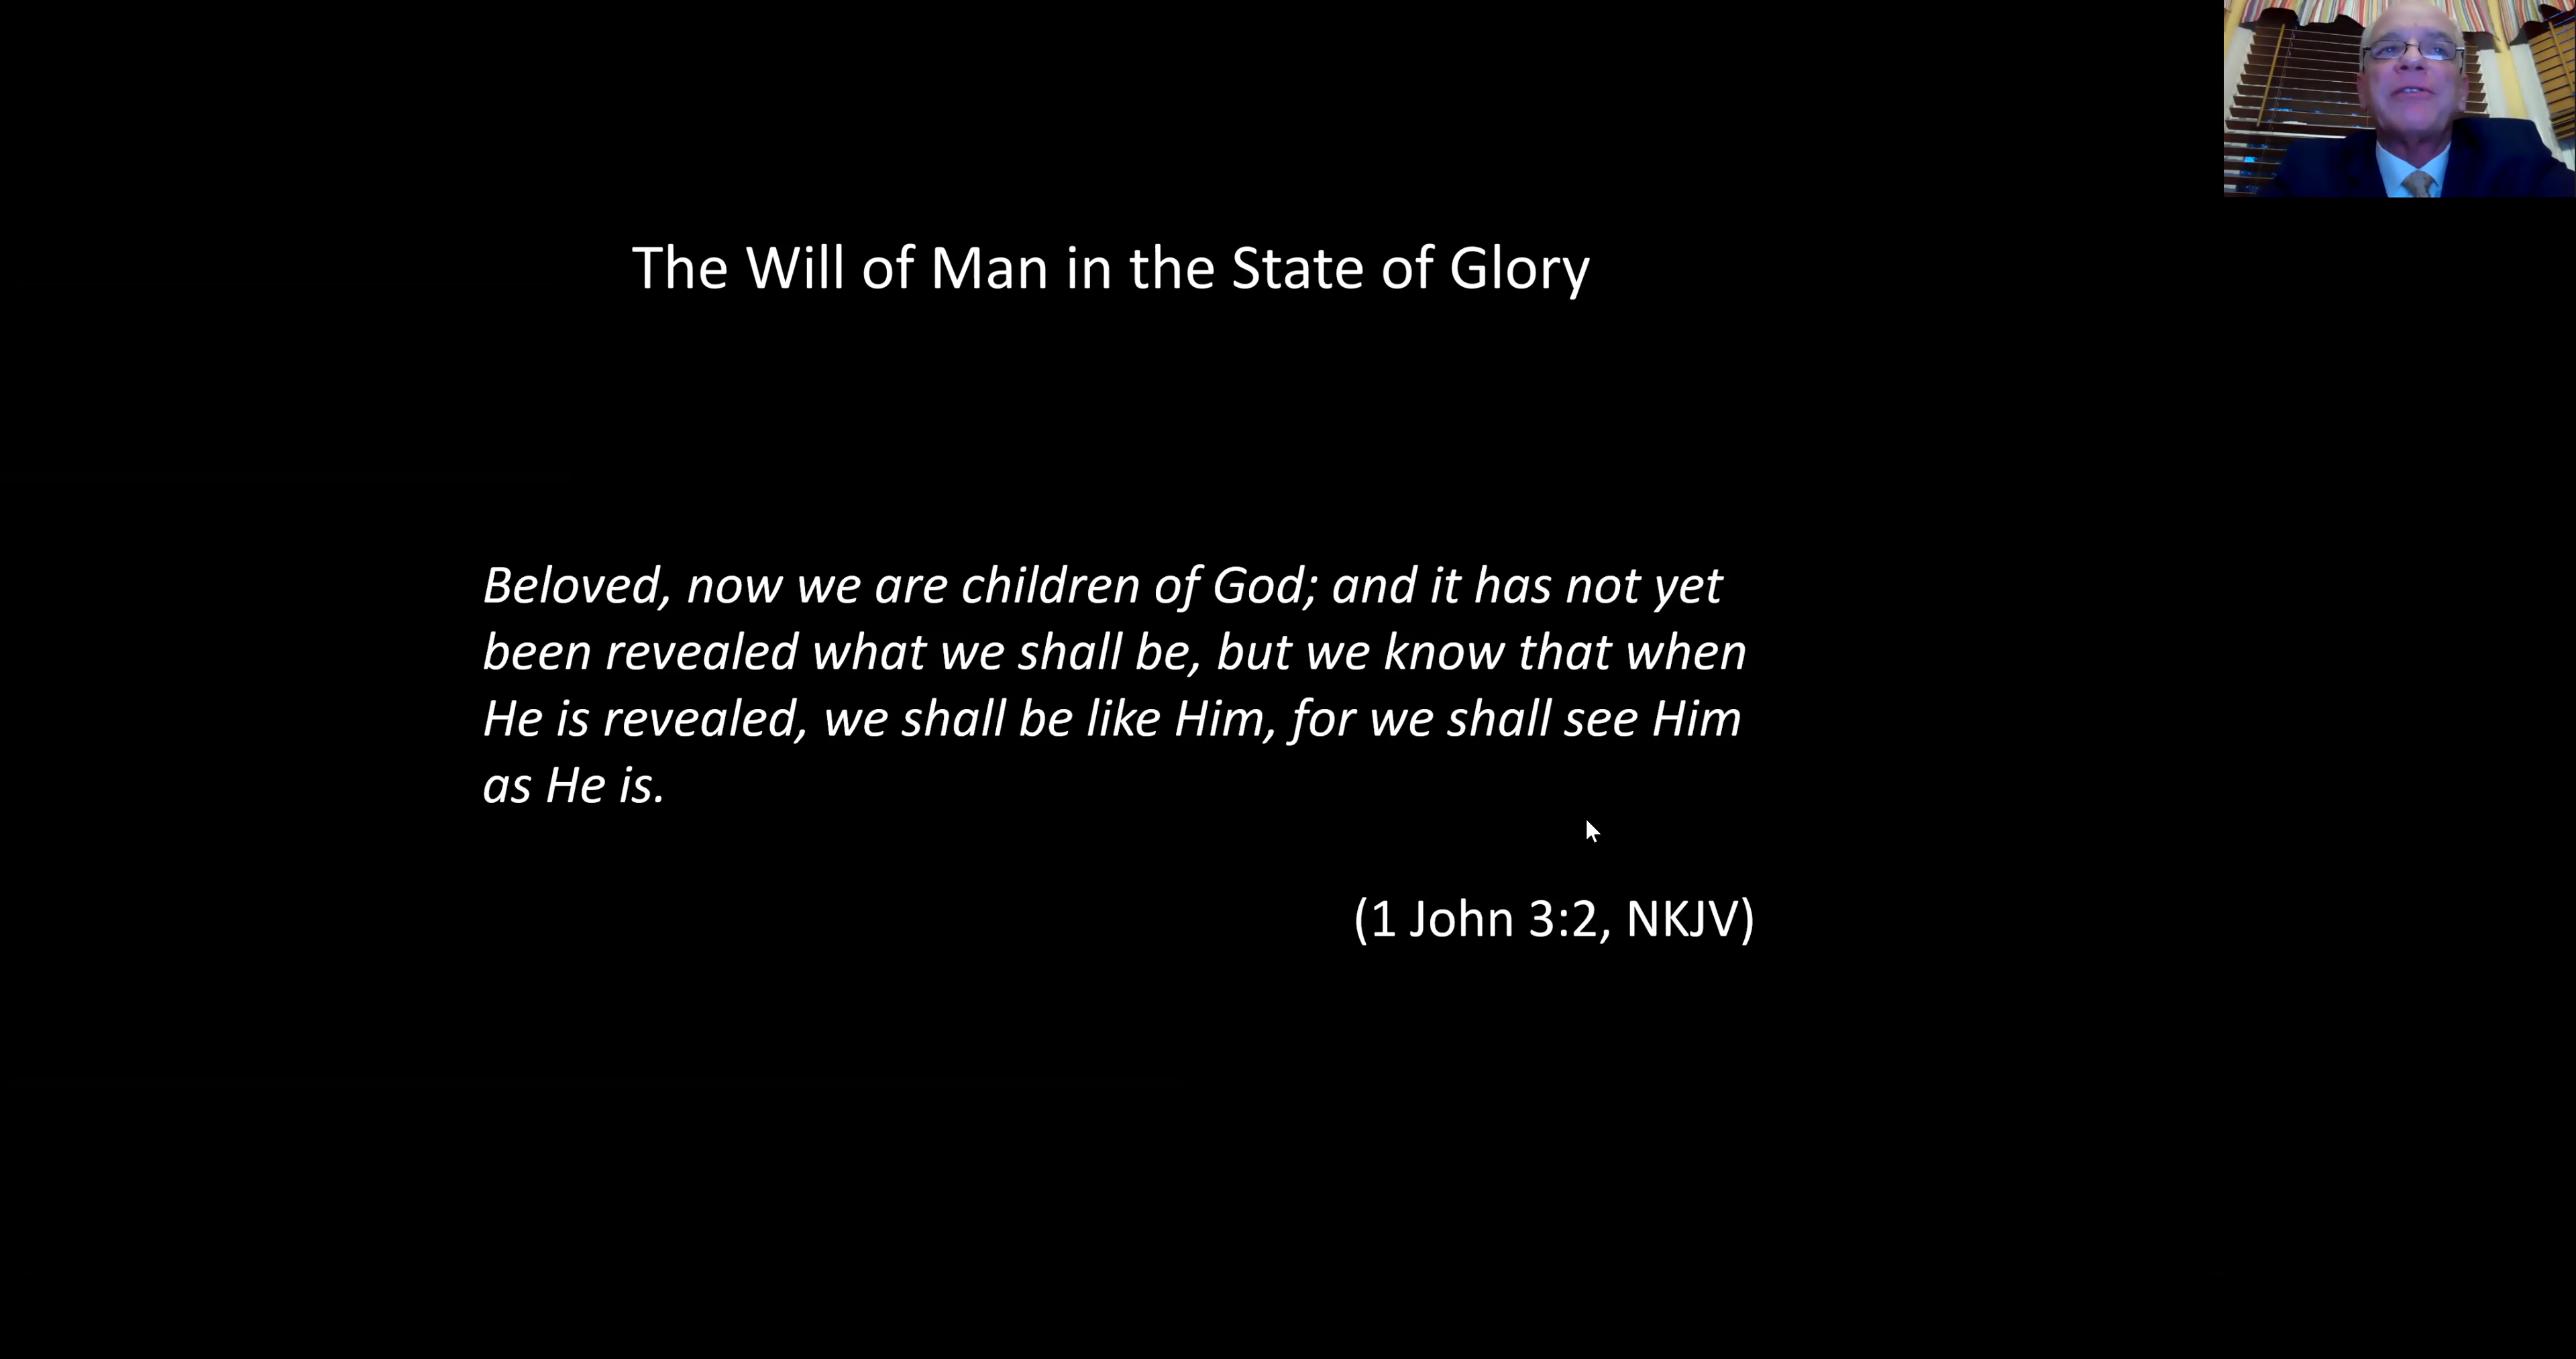 The Will of Man in the State of Glory
Beloved, now we are children of God; and it has not yet
been revealed what we shall be, but we know that when
He is revealed, we shall be like Him, for we shall see Him
as He is.
(1 John 3:2, NKJV)